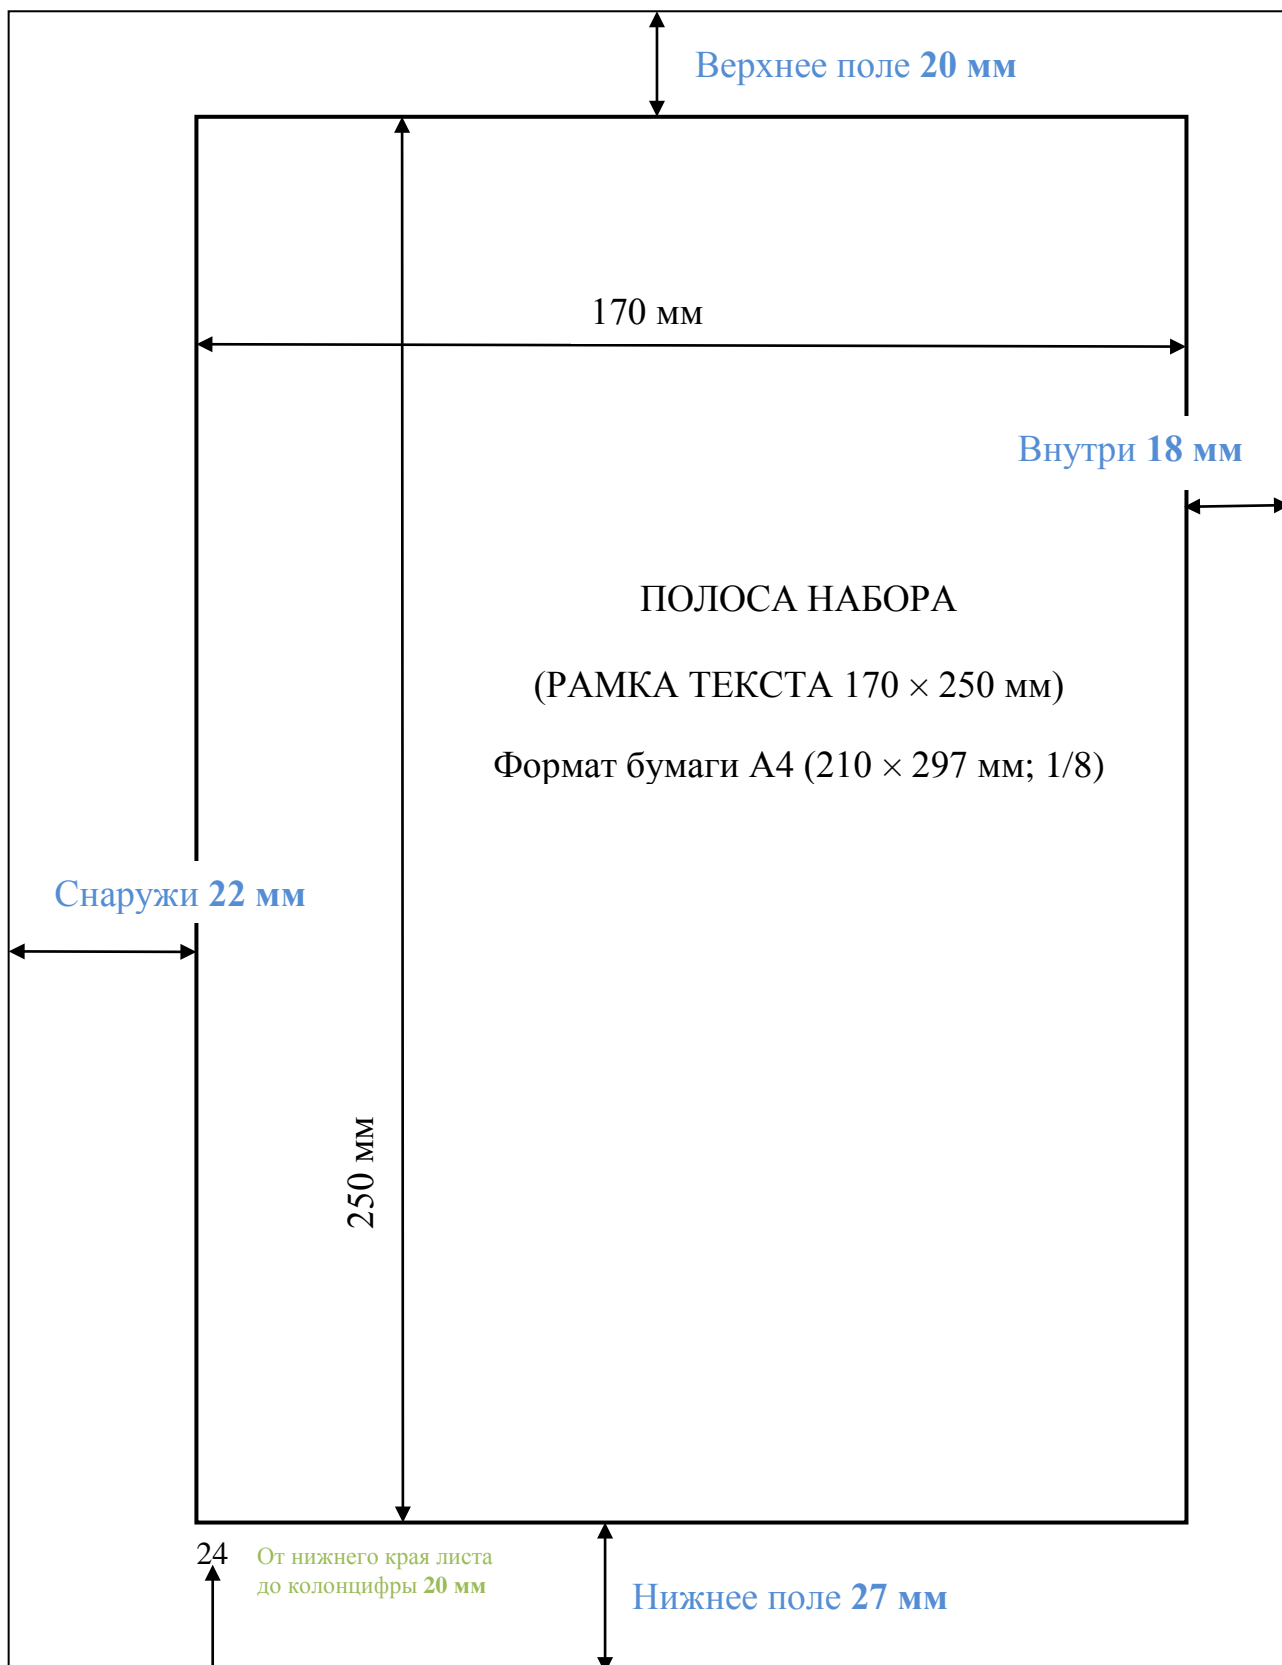 Верхнее поле 20 мм
170 мм
Внутри 18 мм
ПОЛОСА НАБОРА
(РАМКА ТЕКСТА 170 × 250 мм)
Формат бумаги А4 (210 × 297 мм; 1/8)
Снаружи 22 мм
250 мм
24
От нижнего края листа
до колонцифры 20 мм
Нижнее поле 27 мм